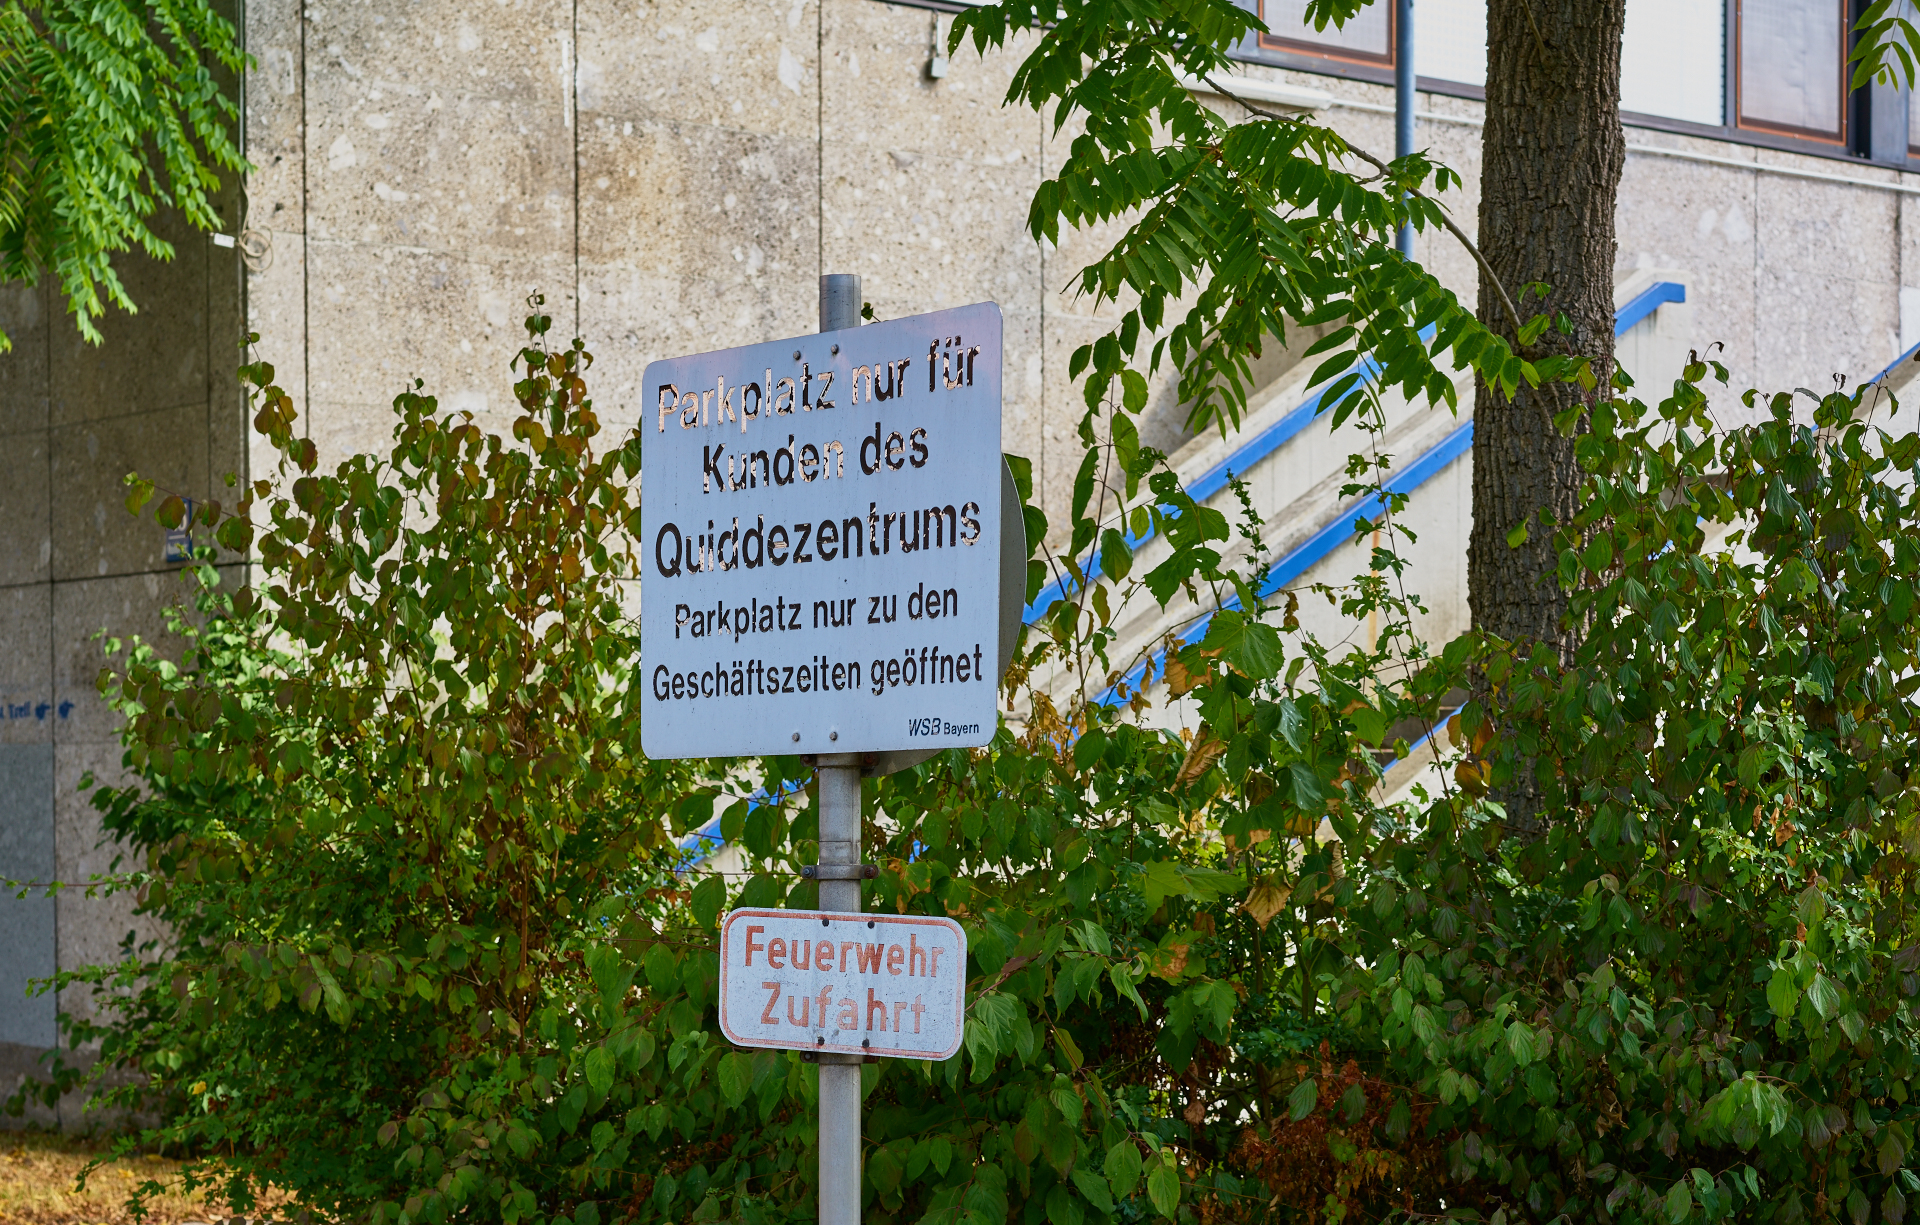 Parkplatz nur für
Kunden des
Quiddezentrums
Parkplatz nur zu den
Geschäftszeiten geöffnet
WSB Bayern
Feuerwehr
Zufahrt